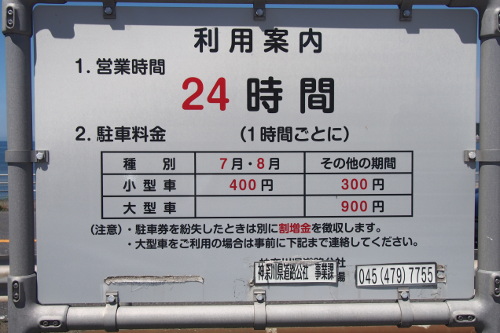 利用案内
1. 営業時間
24時間
2. 駐車料金 (1時間ごとに)
種別 7月・8月 その他の期間
小型車 400円 300円
大型車 900円
(注意)・駐車券を紛失したときは別に割増金を徴収します。
・大型車をご利用の場合は事前に下記まで連絡してください。
神奈川県道路公社 事業課 045(479)7755